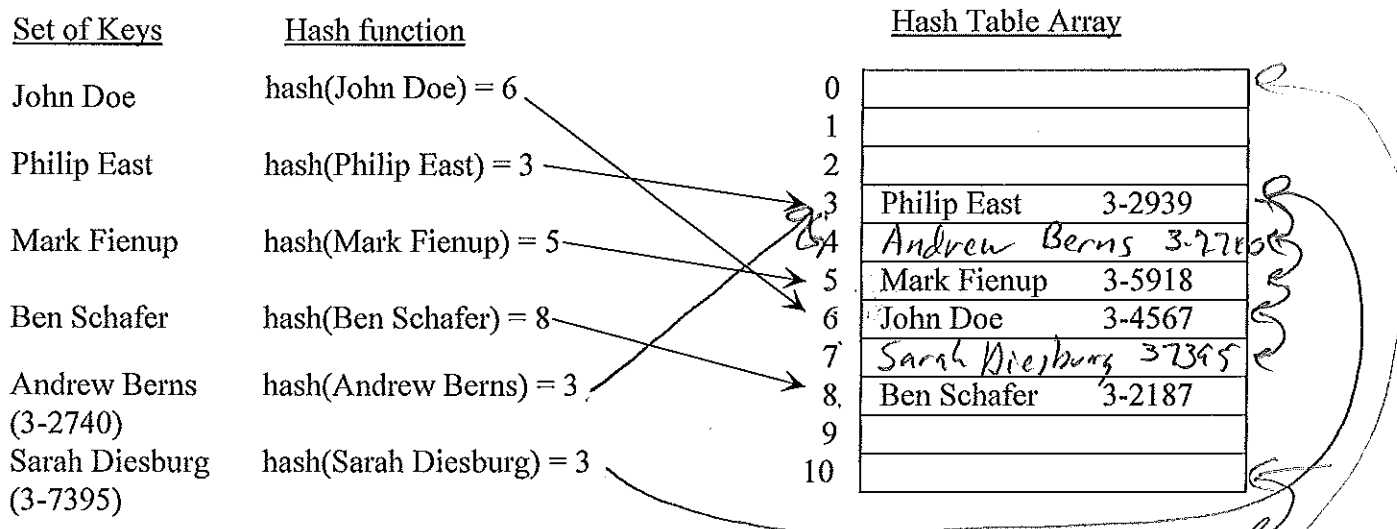 Set of Keys Hash function Hash Table Array
John Doe hash(John Doe) = 6
Philip East hash(Philip East) = 3
Mark Fienup hash(Mark Fienup) = 5
Ben Schafer hash(Ben Schafer) = 8
Andrew Berns hash(Andrew Berns) = 3
(3-2740)
Sarah Diesburg hash(Sarah Diesburg) = 3
(3-7395)
0
1
2
3 Philip East 3-2939
4 Andrew Berns
5 Mark Fienup 3-5918
6 John Doe 3-4567
7 Sarah Diesburg 37395
8 Ben Schafer 3-2187
9
10